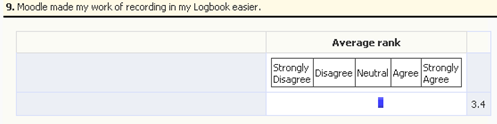 9. Moodle made my work of recording in my Logbook easier.
Average rank
Strongly Disagree Disagree Neutral Agree Strongly Agree
3.4